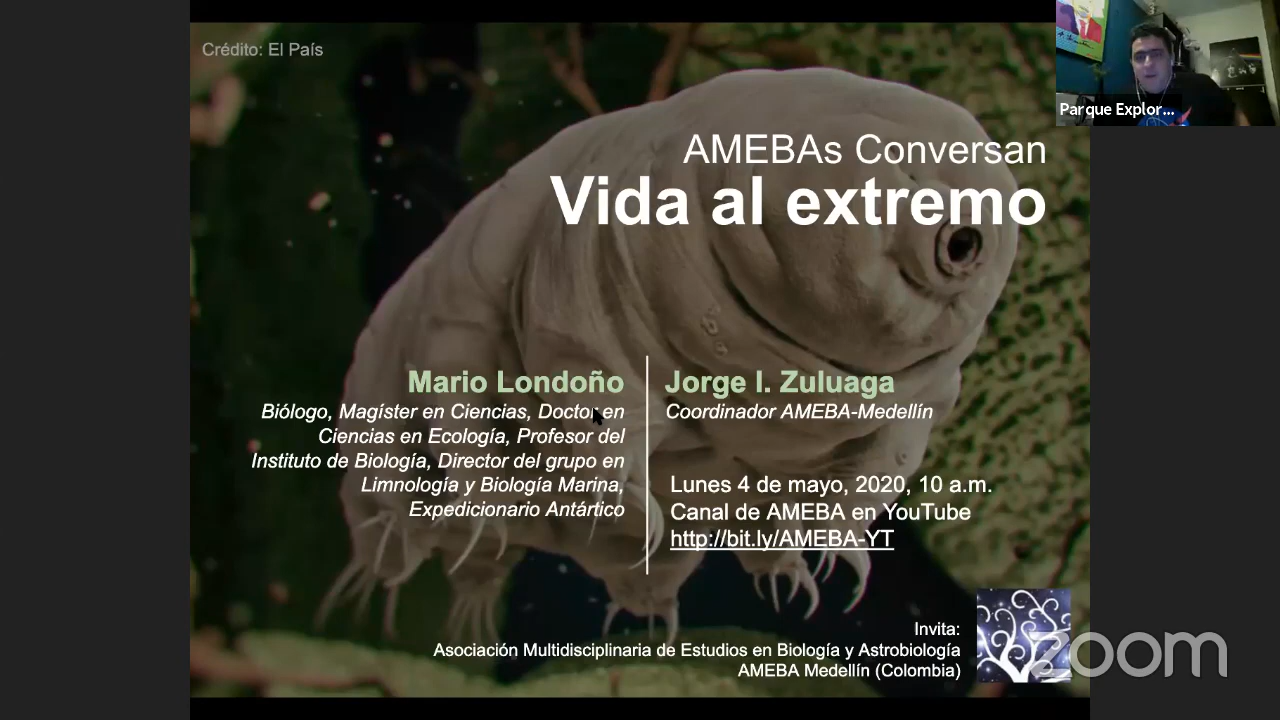 Crédito: El País
Parque Explor...
AMEBAs Conversan
Vida al extremo
Mario Londoño
Biólogo, Magíster en Ciencias, Doctor en
Ciencias en Ecología, Profesor del
Instituto de Biología, Director del grupo en
Limnología y Biología Marina,
Expedicionario Antártico
Jorge I. Zuluaga
Coordinador AMEBA-Medellín
Lunes 4 de mayo, 2020, 10 a.m.
Canal de AMEBA en YouTube
http://bit.ly/AMEBA-YT
Invita:
Asociación Multidisciplinaria de Estudios en Biología y Astrobiología
AMEBA Medellín (Colombia)
zoom